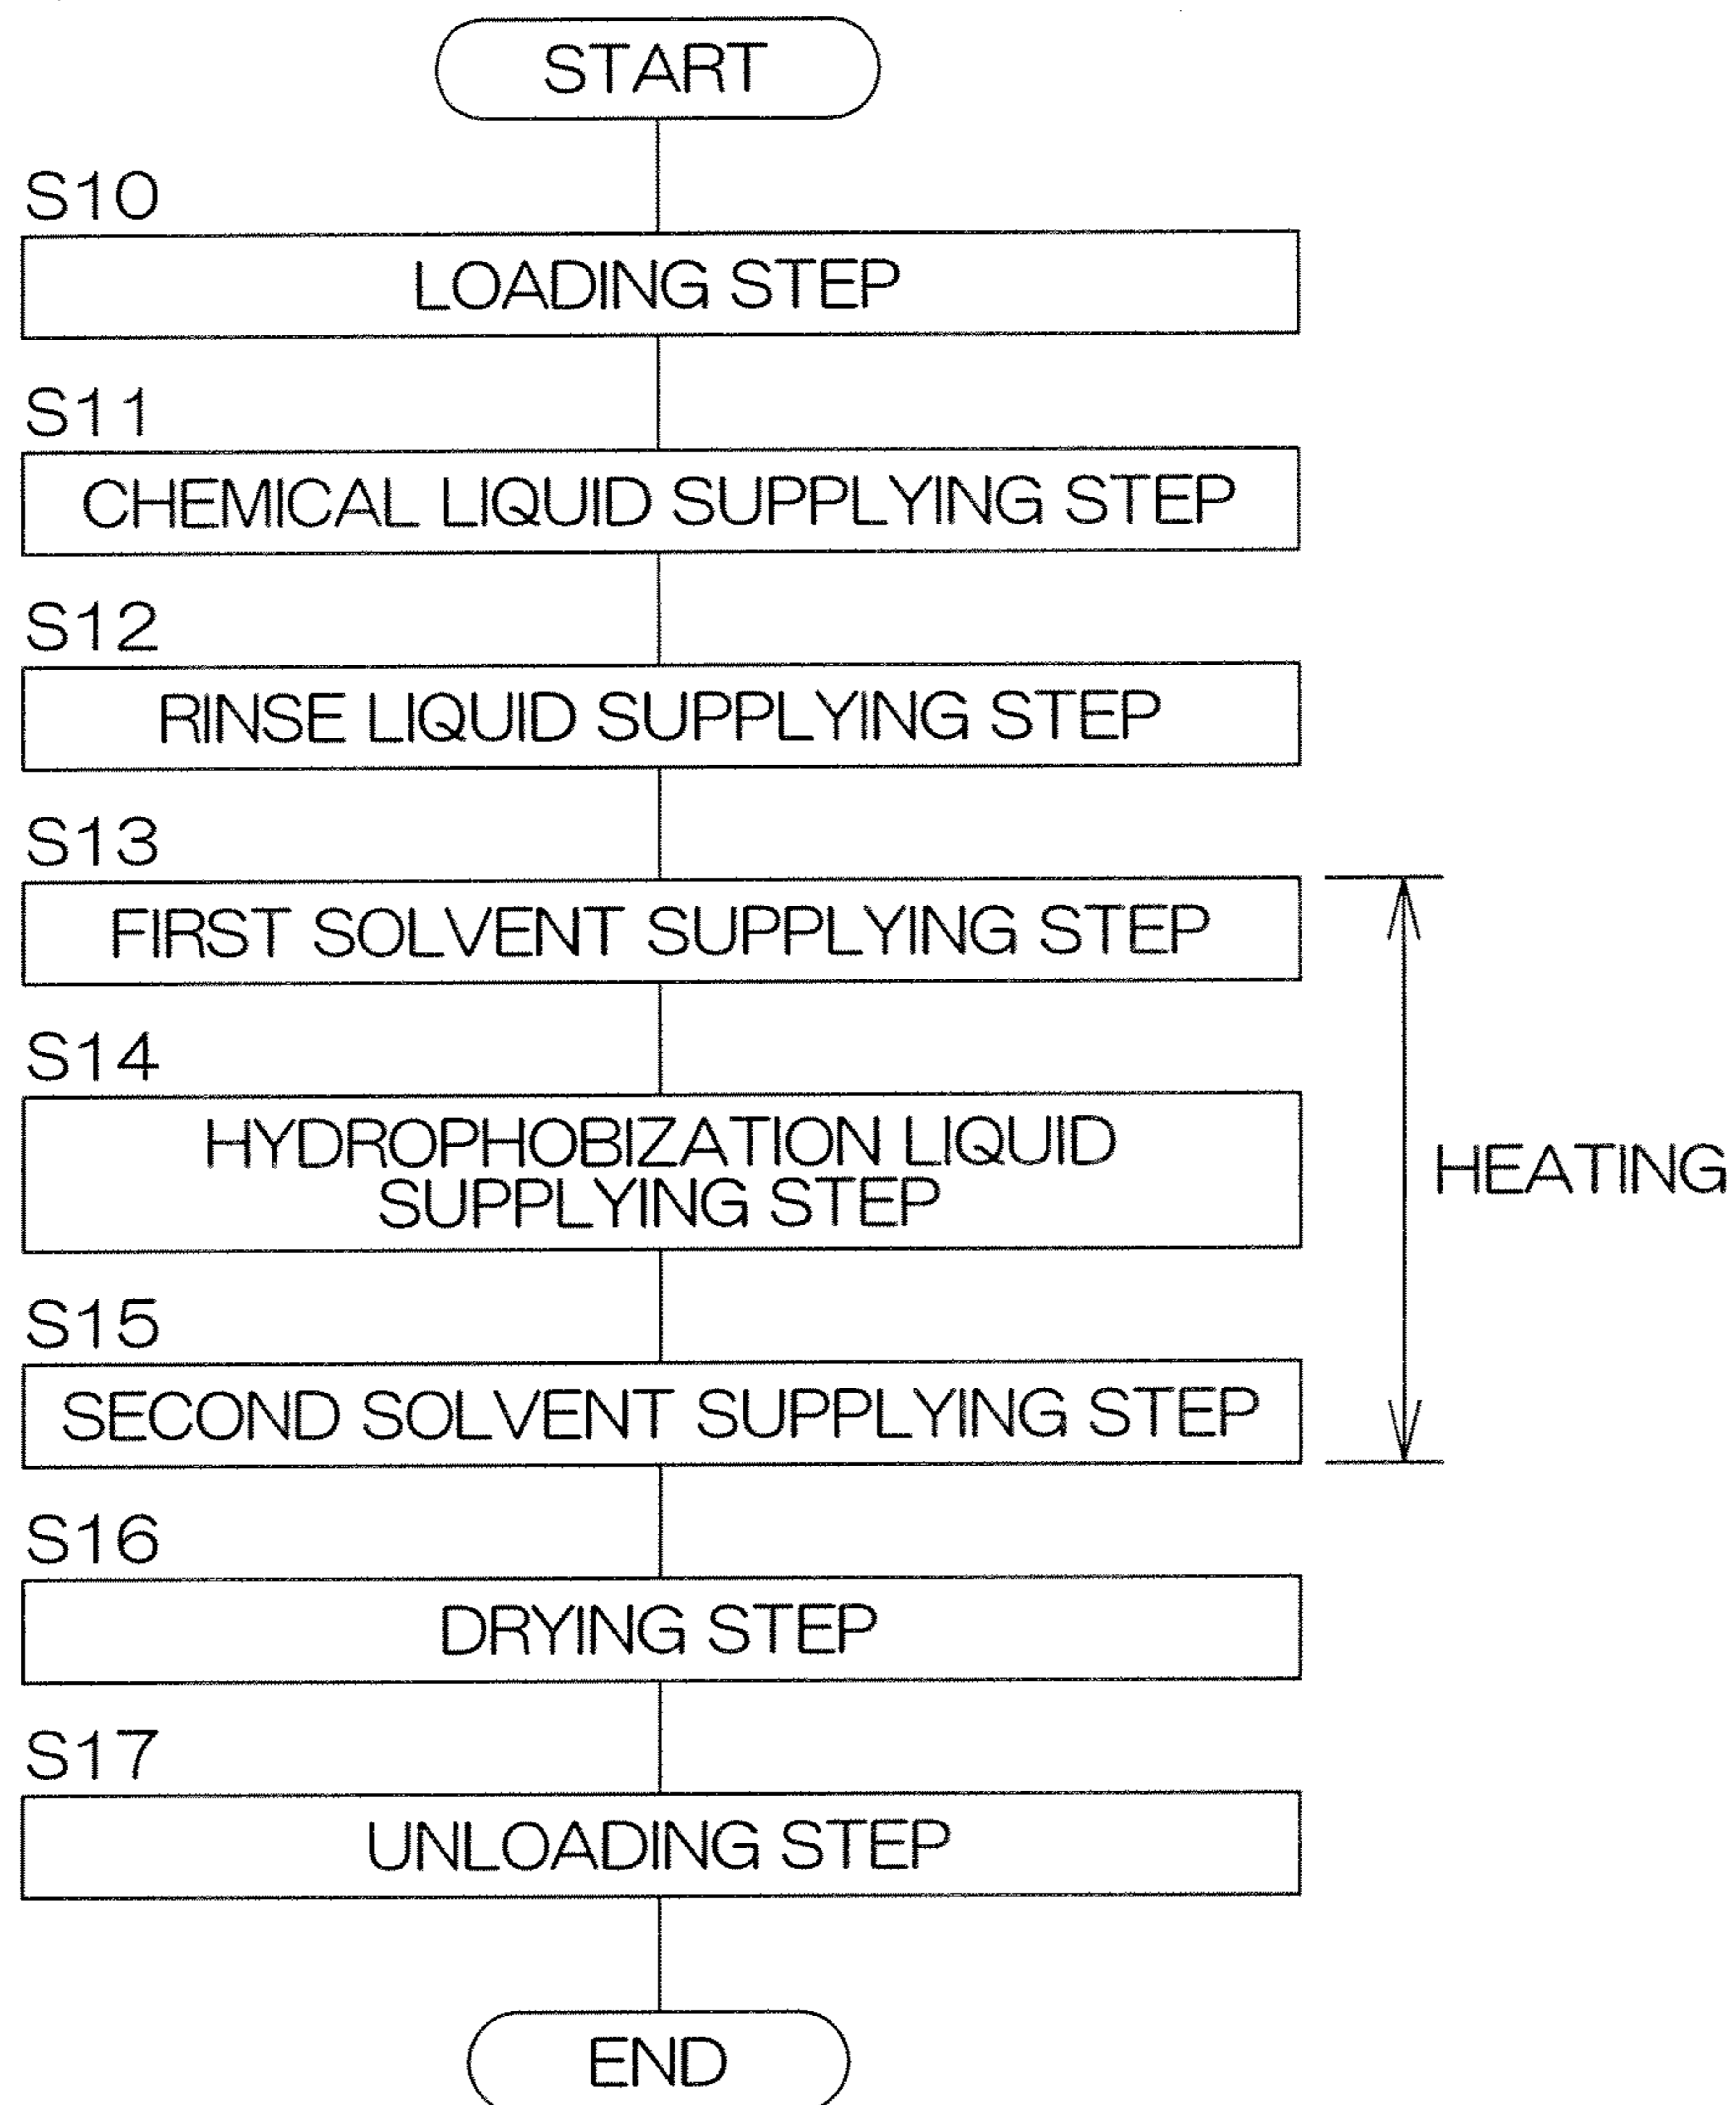 START
S10
LOADING STEP
S11
CHEMICAL LIQUID SUPPLYING STEP
S12
RINSE LIQUID SUPPLYING STEP
S13
FIRST SOLVENT SUPPLYING STEP
S14
HYDROPHOBIZATION LIQUID
SUPPLYING STEP
HEATING
S15
SECOND SOLVENT SUPPLYING STEP
S16
DRYING STEP
S17
UNLOADING STEP
END